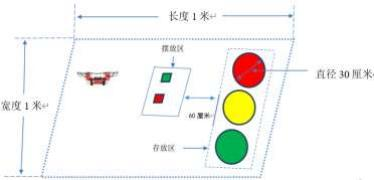 长度 1 米
摆放区
直径 30 厘米
宽度 1 米
60 厘米
存放区